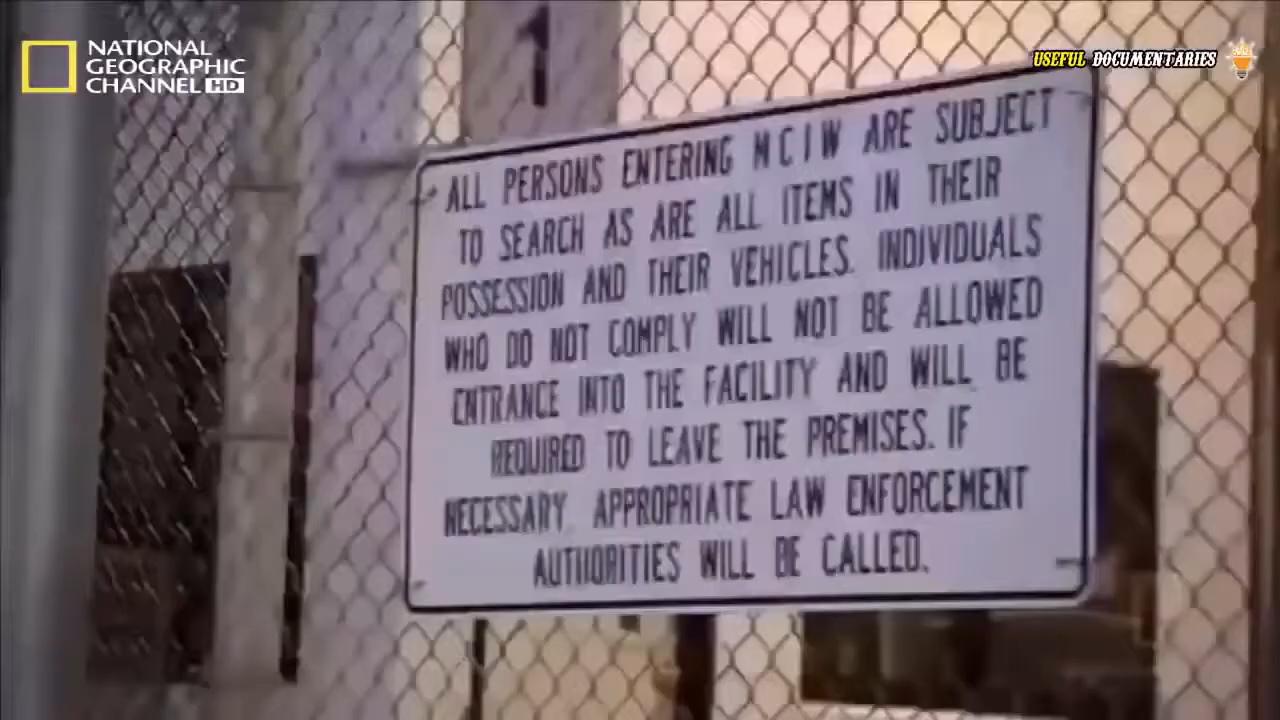 NATIONAL
GEOGRAPHIC
CHANNEL HD
USEFUL DOCUMENTARIES
1
ALL PERSONS ENTERING M C I W ARE SUBJECT
TO SEARCH AS ARE ALL ITEMS IN THEIR
POSSESSION AND THEIR VEHICLES. INDIVIDUALS
WHO DO NOT COMPLY WILL NOT BE ALLOWED
ENTRANCE INTO THE FACILITY AND WILL BE
REQUIRED TO LEAVE THE PREMISES. IF
NECESSARY, APPROPRIATE LAW ENFORCEMENT
AUTHORITIES WILL BE CALLED.